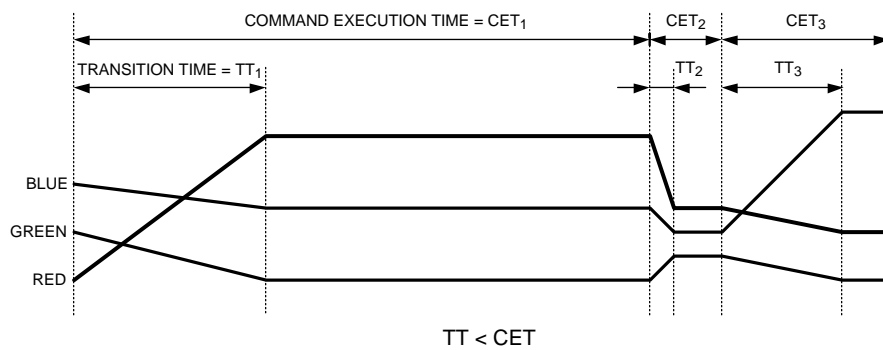 COMMAND EXECUTION TIME = CET1
CET2
CET3
TRANSITION TIME = TT1
TT2
TT3
BLUE
GREEN
RED
TT < CET